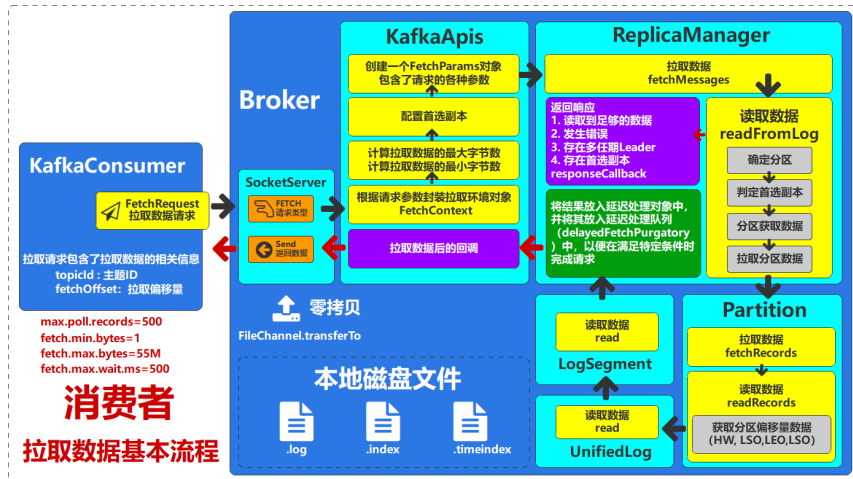 KafkaConsumer
FetchRequest
拉取数据请求
拉取请求包含了拉取数据的相关信息
topicId : 主题ID
fetchOffset：拉取偏移量
max.poll.records=500
fetch.min.bytes=1
fetch.max.bytes=55M
fetch.max.wait.ms=500
消费者
拉取数据基本流程
Broker
SocketServer
FETCH
请求类型
Send
返回数据
KafkaApis
创建一个FetchParams对象
包含了请求的各种参数
配置首选副本
计算拉取数据的最大字节数
计算拉取数据的最小字节数
根据请求参数封装拉取环境对象
FetchContext
拉取数据后的回调
零拷贝
FileChannel.transferTo
本地磁盘文件
.log
.index
.timeindex
ReplicaManager
拉取数据
fetchMessages
返回响应
1. 读取到足够的数据
2. 发生错误
3. 存在多任期Leader
4. 存在首选副本
responseCallback
将结果放入延迟处理对象中，
并将其放入延迟处理队列
（delayedFetchPurgatory
）中，以便在满足特定条件时
完成请求
读取数据
readFromLog
确定分区
判定首选副本
分区获取数据
拉取分区数据
Partition
拉取数据
fetchRecords
读取数据
readRecords
获取分区偏移量数据
（HW, LSO,LEO,LSO）
读取数据
read
LogSegment
读取数据
read
UnifiedLog